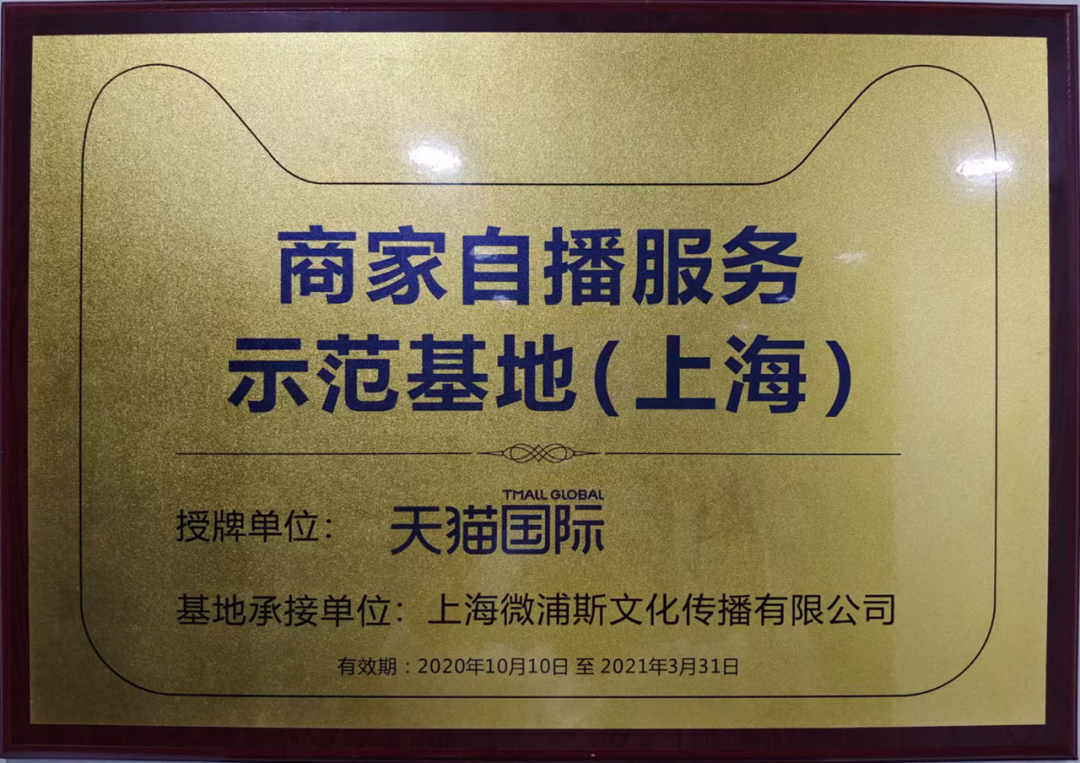 商家自播服务
示范基地(上海)
TMALL GLOBAL
授牌单位：天猫国际
基地承接单位：上海微浦斯文化传播有限公司
有效期：2020年10月10日 至 2021年3月31日